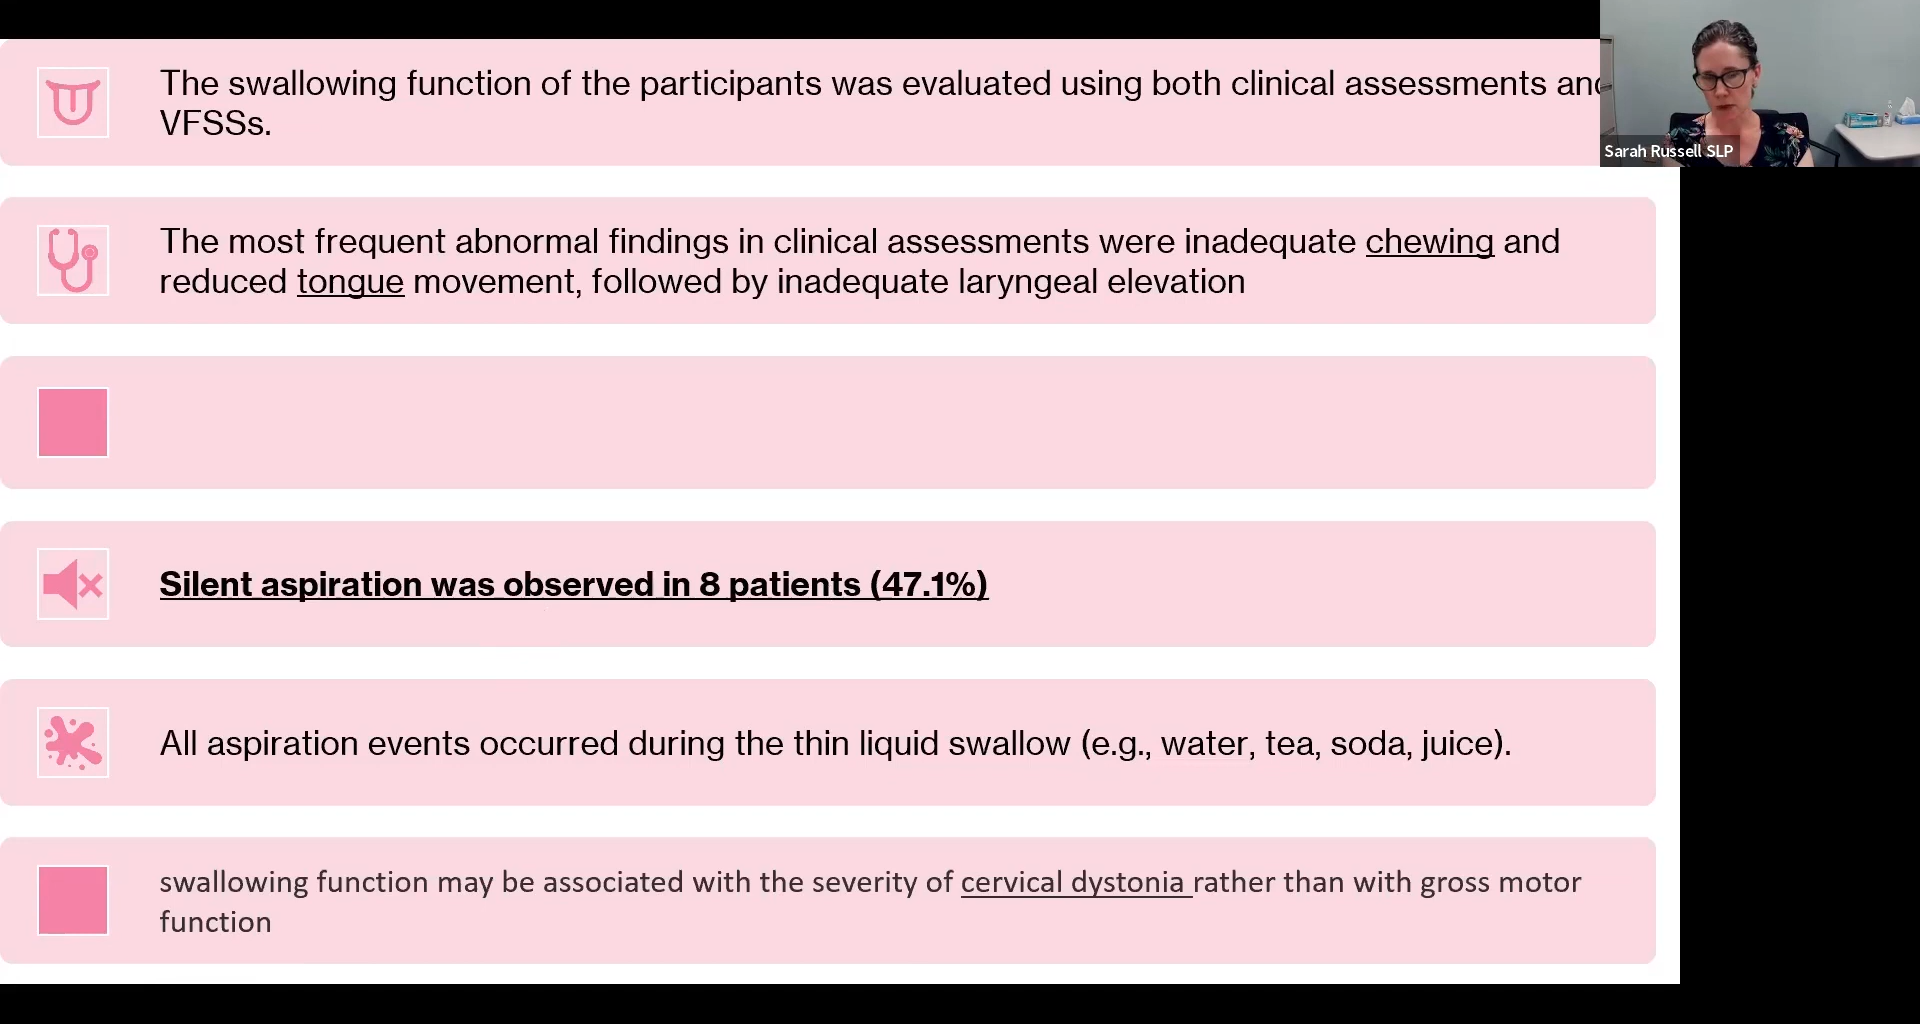 The swallowing function of the participants was evaluated using both clinical assessments
VFSSs.
Sarah Russell SLP
The most frequent abnormal findings in clinical assessments were inadequate chewing and
reduced tongue movement, followed by inadequate laryngeal elevation
Silent aspiration was observed in 8 patients (47.1%)
All aspiration events occurred during the thin liquid swallow (e.g., water, tea, soda, juice).
swallowing function may be associated with the severity of cervical dystonia rather than with gross motor
function